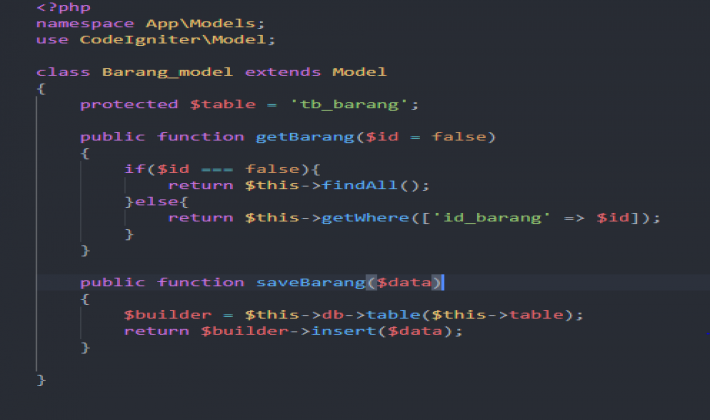 <?php
namespace App\Models;
use CodeIgniter\Model;
class Barang_model extends Model
{
protected $table = 'tb_barang';
public function getBarang($id = false)
{
if($id === false){
return $this->findAll();
}else{
return $this->getWhere(['id_barang' => $id]);
}
}
public function saveBarang($data)
{
$builder = $this->db->table($this->table);
return $builder->insert($data);
}
}